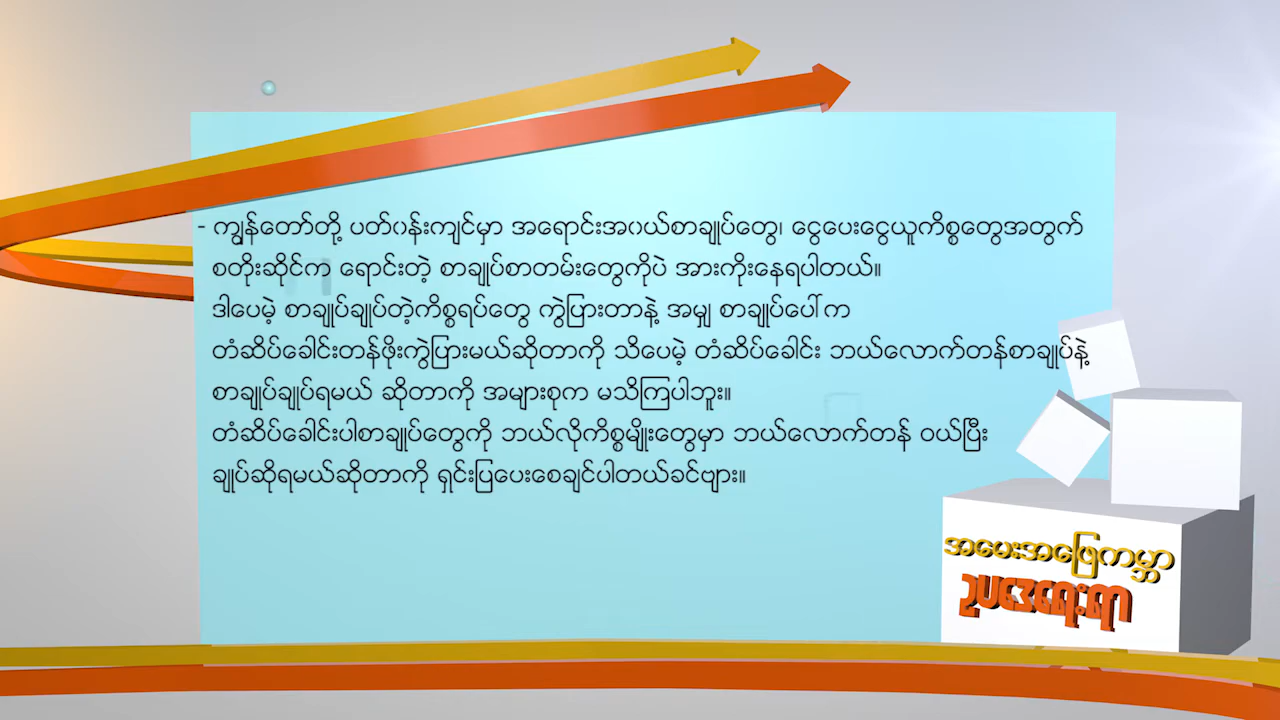 - ကျွန်တော်တို့ ပတ်ဝန်းကျင်မှာ အရောင်းအဝယ်စာချုပ်တွေ၊ ငွေပေးငွေယူကိစ္စတွေအတွက်
စတိုးဆိုင်က ရောင်းတဲ့ စာချုပ်စာတမ်းတွေကိုပဲ အားကိုးနေရပါတယ်။
ဒါပေမဲ့ စာချုပ်ချုပ်တဲ့ကိစ္စရပ်တွေ ကွဲပြားတာနဲ့ အမျှ စာချုပ်ပေါ်က
တံဆိပ်ခေါင်းတန်ဖိုးကွဲပြားမယ်ဆိုတာကို သိပေမဲ့ တံဆိပ်ခေါင်း ဘယ်လောက်တန်စာချုပ်နဲ့
စာချုပ်ချုပ်ရမယ် ဆိုတာကို အများစုက မသိကြပါဘူး။
တံဆိပ်ခေါင်းပါစာချုပ်တွေကို ဘယ်လိုကိစ္စမျိုးတွေမှာ ဘယ်လောက်တန် ဝယ်ပြီး
ချုပ်ဆိုရမယ်ဆိုတာကို ရှင်းပြပေးစေချင်ပါတယ်ခင်ဗျား။
အမေးအဖြေကမ္ဘာ
ဥပဒေရေးရာ